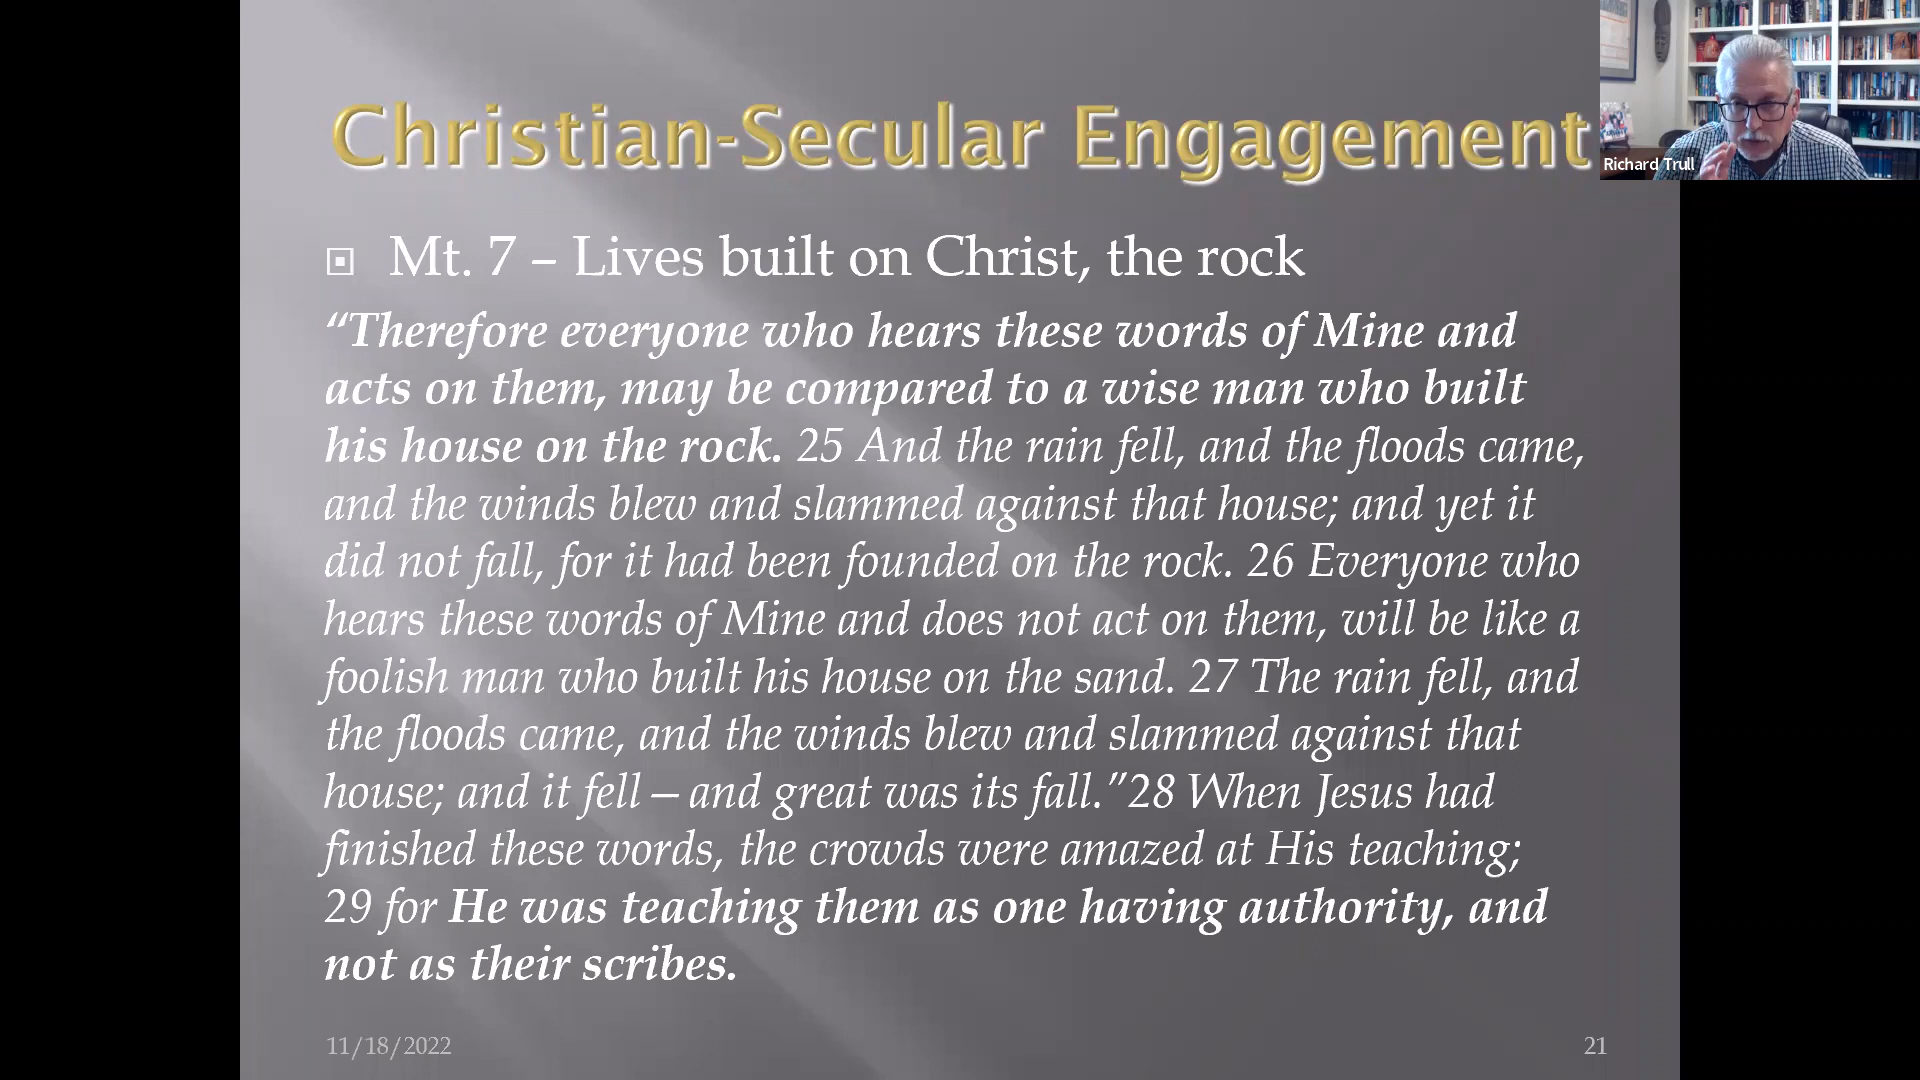 Christian-Secular Engagement
Richard Trull
Mt. 7 – Lives built on Christ, the rock
“Therefore everyone who hears these words of Mine and
acts on them, may be compared to a wise man who built
his house on the rock. 25 And the rain fell, and the floods came,
and the winds blew and slammed against that house; and yet it
did not fall, for it had been founded on the rock. 26 Everyone who
hears these words of Mine and does not act on them, will be like a
foolish man who built his house on the sand. 27 The rain fell, and
the floods came, and the winds blew and slammed against that
house; and it fell—and great was its fall.”28 When Jesus had
finished these words, the crowds were amazed at His teaching;
29 for He was teaching them as one having authority, and
not as their scribes.
11/18/2022
21